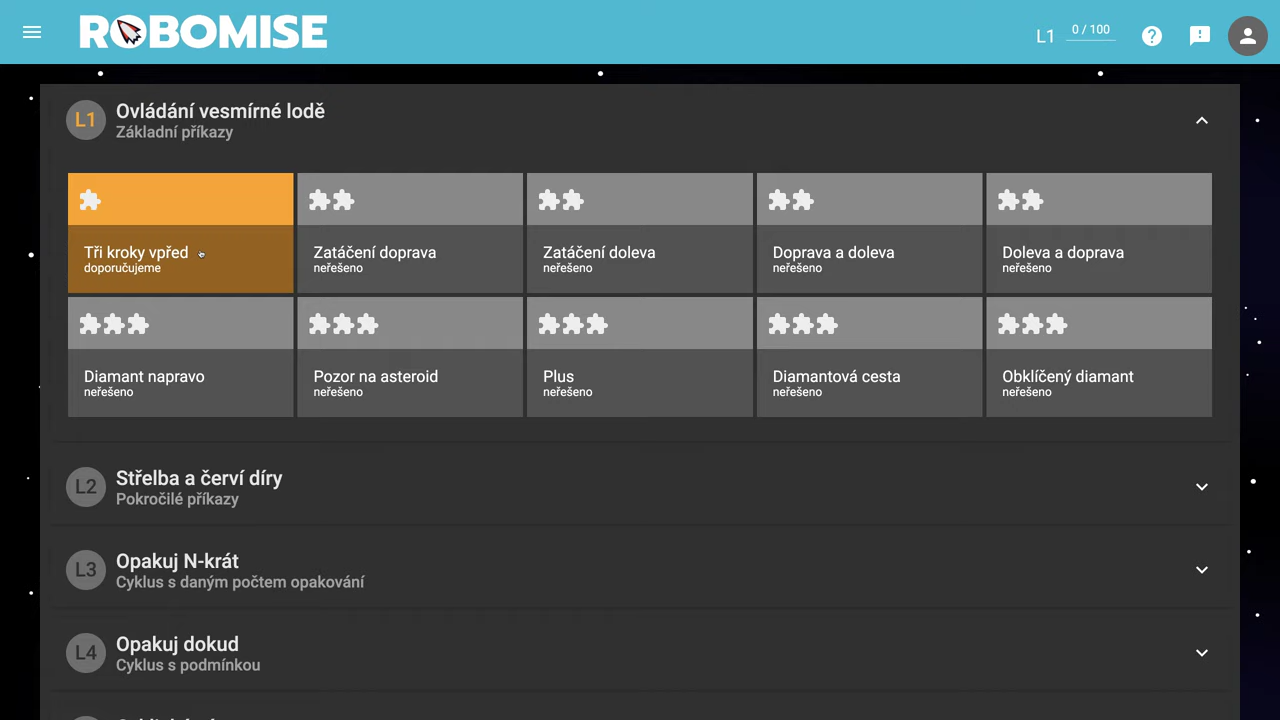 ROBOMISE
L1 0 / 100
L1 Ovládání vesmírné lodě
Základní příkazy
Tři kroky vpřed
doporučujeme
Zatáčení doprava
neřešeno
Zatáčení doleva
neřešeno
Doprava a doleva
neřešeno
Doleva a doprava
neřešeno
Diamant napravo
neřešeno
Pozor na asteroid
neřešeno
Plus
neřešeno
Diamantová cesta
neřešeno
Obklíčený diamant
neřešeno
L2 Střelba a červí díry
Pokročilé příkazy
L3 Opakuj N-krát
Cyklus s daným počtem opakování
L4 Opakuj dokud
Cyklus s podmínkou